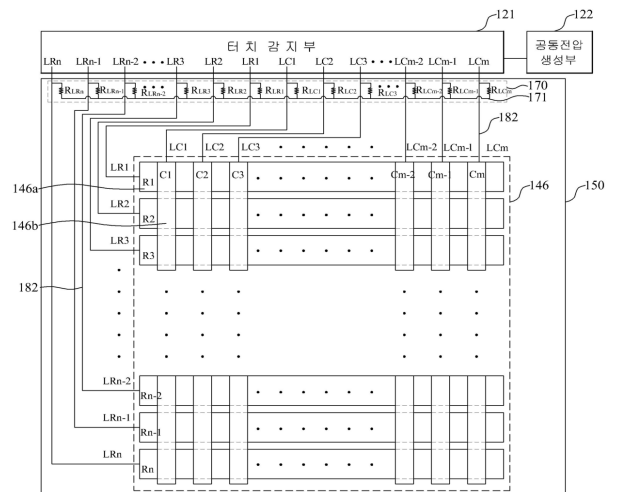 121
122
터치 감지부
공통전압
생성부
LRn LRn-1 LRn-2 LR3 LR2 LR1 LC1 LC2 LC3 LCm-2 LCm-1 LCm
RLRn RLRn-1 RLRn-2 RLR3 RLR2 RLR1 RLC1 RLC2 RLC3 RLCm-2 RLCm-1 RLCm
170
171
182
LC1 LC2 LC3 LCm-2 LCm-1 LCm
LR1
146a
R1 C1 C2 C3 Cm-2 Cm-1 Cm
146
150
LR2
R2
146b
LR3
R3
182
LRn-2
Rn-2
LRn-1
Rn-1
LRn
Rn